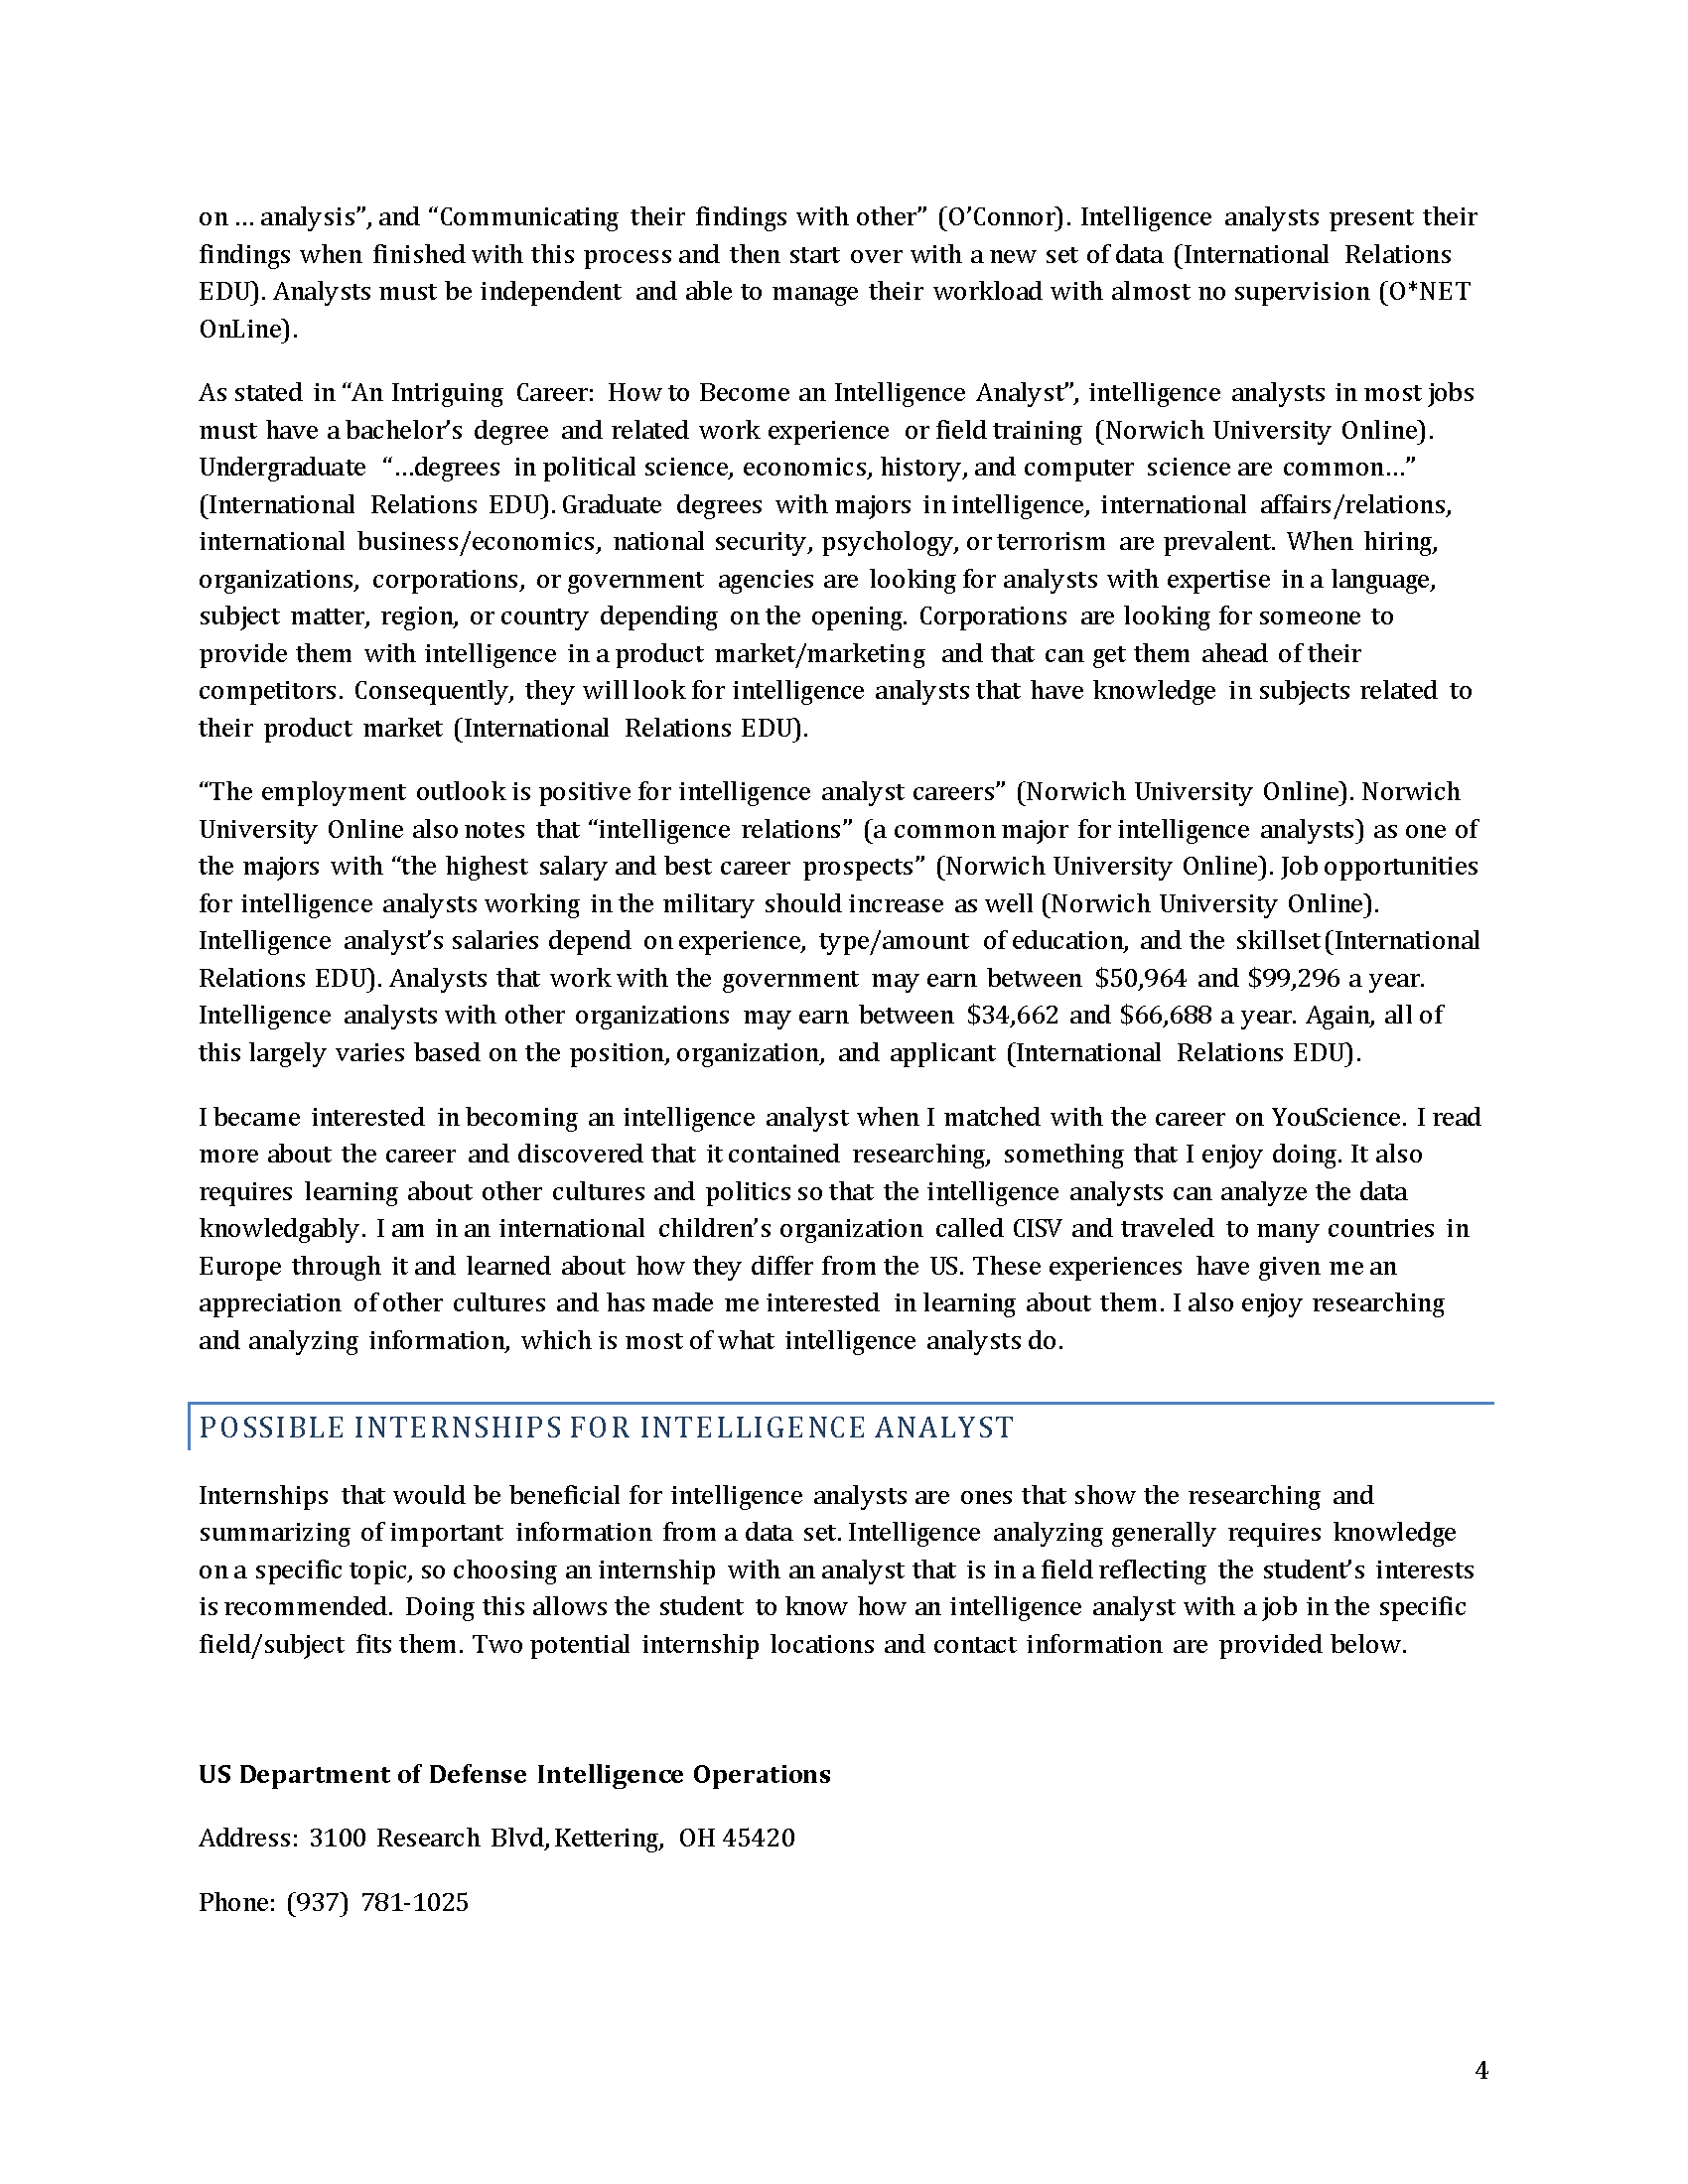 on … analysis”, and “Communicating their findings with other” (O’Connor). Intelligence analysts present their
findings when finished with this process and then start over with a new set of data (International Relations
EDU). Analysts must be independent and able to manage their workload with almost no supervision (O*NET
OnLine).
As stated in “An Intriguing Career: How to Become an Intelligence Analyst”, intelligence analysts in most jobs
must have a bachelor’s degree and related work experience or field training (Norwich University Online).
Undergraduate “…degrees in political science, economics, history, and computer science are common…”
(International Relations EDU). Graduate degrees with majors in intelligence, international affairs/relations,
international business/economics, national security, psychology, or terrorism are prevalent. When hiring,
organizations, corporations, or government agencies are looking for analysts with expertise in a language,
subject matter, region, or country depending on the opening. Corporations are looking for someone to
provide them with intelligence in a product market/marketing and that can get them ahead of their
competitors. Consequently, they will look for intelligence analysts that have knowledge in subjects related to
their product market (International Relations EDU).
“The employment outlook is positive for intelligence analyst careers” (Norwich University Online). Norwich
University Online also notes that “intelligence relations” (a common major for intelligence analysts) as one of
the majors with “the highest salary and best career prospects” (Norwich University Online). Job opportunities
for intelligence analysts working in the military should increase as well (Norwich University Online).
Intelligence analyst’s salaries depend on experience, type/amount of education, and the skillset (International
Relations EDU). Analysts that work with the government may earn between $50,964 and $99,296 a year.
Intelligence analysts with other organizations may earn between $34,662 and $66,688 a year. Again, all of
this largely varies based on the position, organization, and applicant (International Relations EDU).
I became interested in becoming an intelligence analyst when I matched with the career on YouScience. I read
more about the career and discovered that it contained researching, something that I enjoy doing. It also
requires learning about other cultures and politics so that the intelligence analysts can analyze the data
knowledgably. I am in an international children’s organization called CISV and traveled to many countries in
Europe through it and learned about how they differ from the US. These experiences have given me an
appreciation of other cultures and has made me interested in learning about them. I also enjoy researching
and analyzing information, which is most of what intelligence analysts do.
POSSIBLE INTERNSHIPS FOR INTELLIGENCE ANALYST
Internships that would be beneficial for intelligence analysts are ones that show the researching and
summarizing of important information from a data set. Intelligence analyzing generally requires knowledge
on a specific topic, so choosing an internship with an analyst that is in a field reflecting the student’s interests
is recommended. Doing this allows the student to know how an intelligence analyst with a job in the specific
field/subject fits them. Two potential internship locations and contact information are provided below.
US Department of Defense Intelligence Operations
Address: 3100 Research Blvd, Kettering, OH 45420
Phone: (937) 781-1025
4